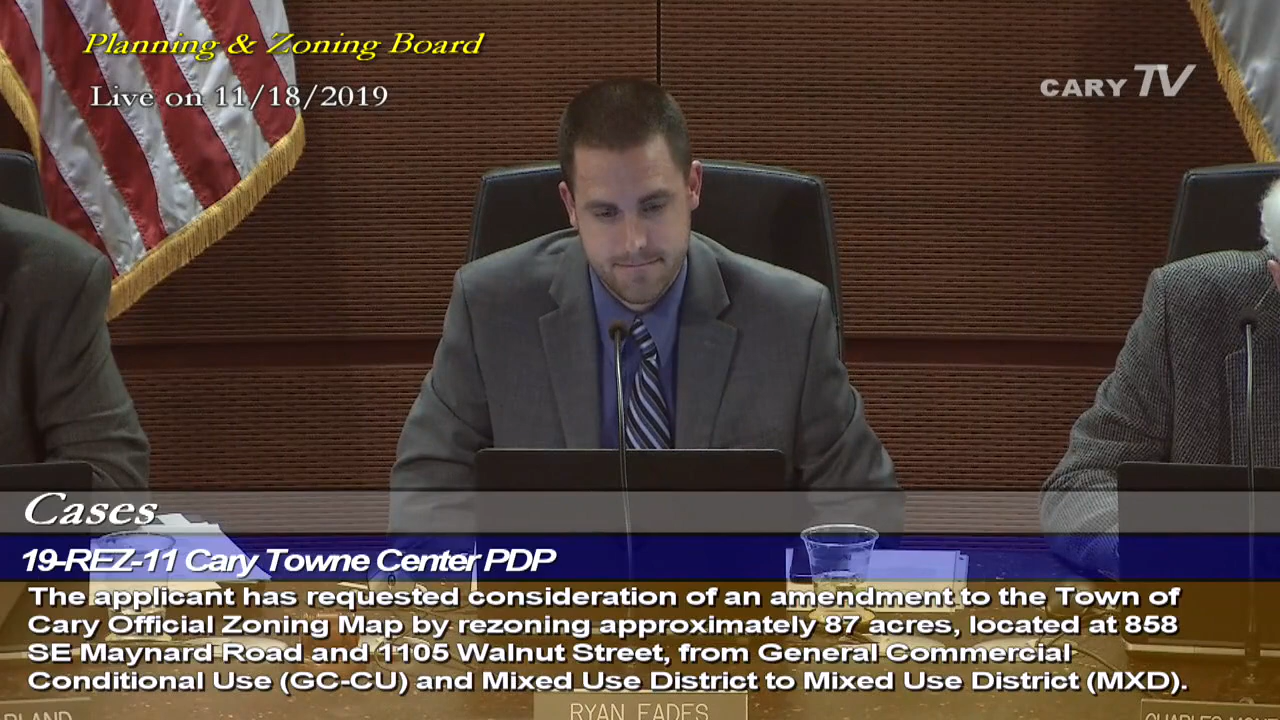 Planning & Zoning Board
Live on 11/18/2019
CARY TV
Cases
19-REZ-11 Cary Towne Center PDP
The applicant has requested consideration of an amendment to the Town of
Cary Official Zoning Map by rezoning approximately 87 acres, located at 858
SE Maynard Road and 1105 Walnut Street, from General Commercial
Conditional Use (GC-CU) and Mixed Use District to Mixed Use District (MXD).
RYAN EADES